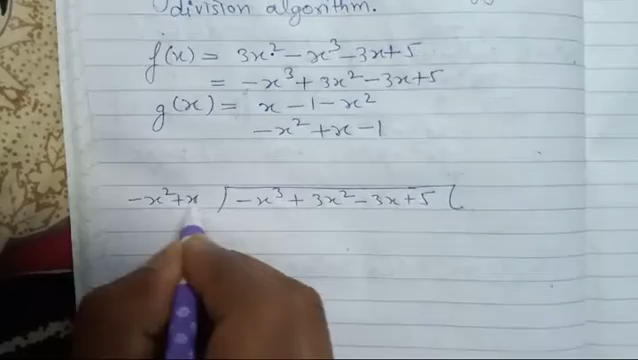 division algorithm.
f(x) = 3x² - x³ - 3x + 5
= -x³ + 3x² - 3x + 5
g(x) = x - 1 - x²
-x² + x - 1
-x² + x ) -x³ + 3x² - 3x + 5 (